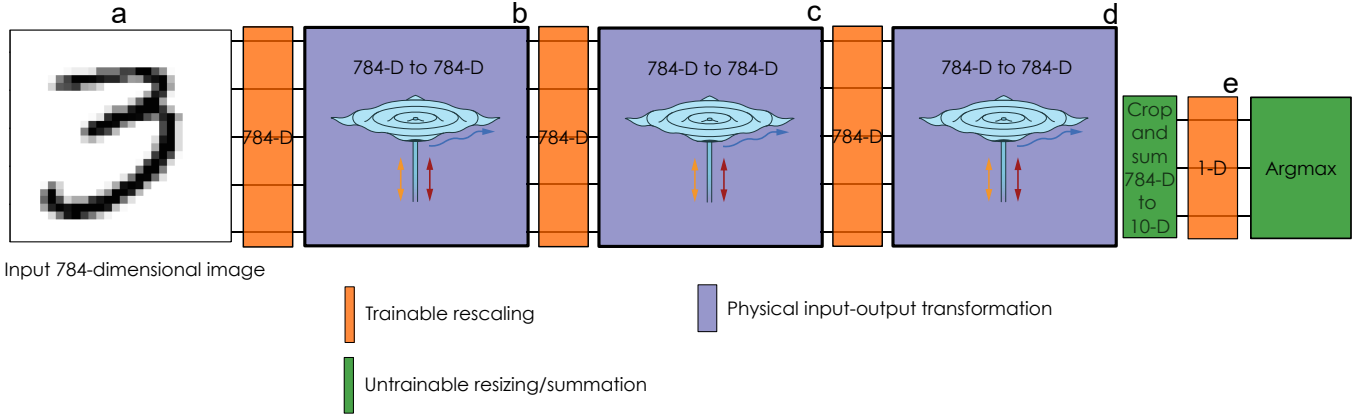 a
b
c
d
e
784-D
784-D to 784-D
784-D
784-D to 784-D
784-D
784-D to 784-D
Crop
and
sum
784-D
to
10-D
1-D
Argmax
Input 784-dimensional image
Trainable rescaling
Physical input-output transformation
Untrainable resizing/summation